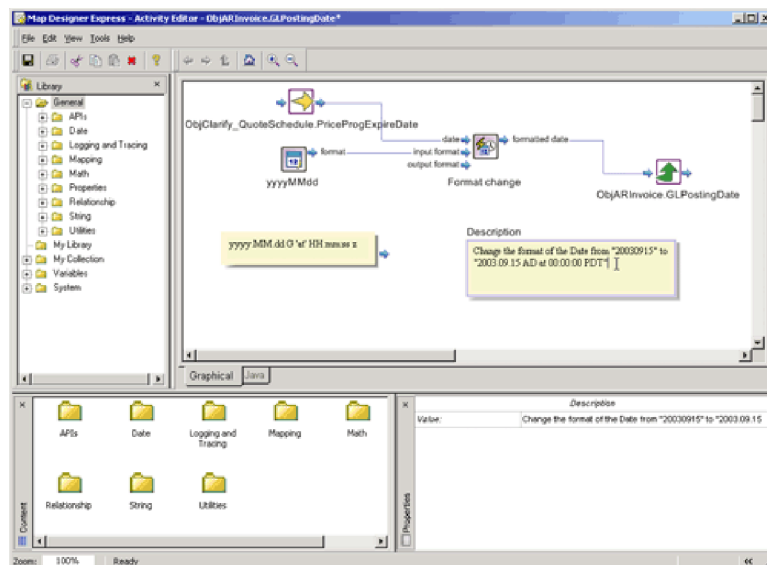 Map Designer Express - Activity Editor - ObjARInvoice.GLPostingDate*
File Edit View Tools Help
Library
General
APIs
Date
Logging and Tracing
Mapping
Math
Properties
Relationship
String
Utilities
My Library
My Collection
Variables
System
ObjClarify_QuoteSchedule.PriceProgExpireDate
format
yyyyMMdd
date
input format
output format
formatted date
Format change
ObjARInvoice.GLPostingDate
yyyy.MM.dd G 'at' HH:mm:ss z
Description
Change the format of the Date from "20030915" to
"2003.09.15 AD at 00:00:00 PDT"
Graphical Java
Content
APIs Date Logging and Mapping Math
Tracing
Relationship String Utilities
Properties
Description
Value: Change the format of the Date from "20030915" to "2003.09.15
Zoom: 100% Ready